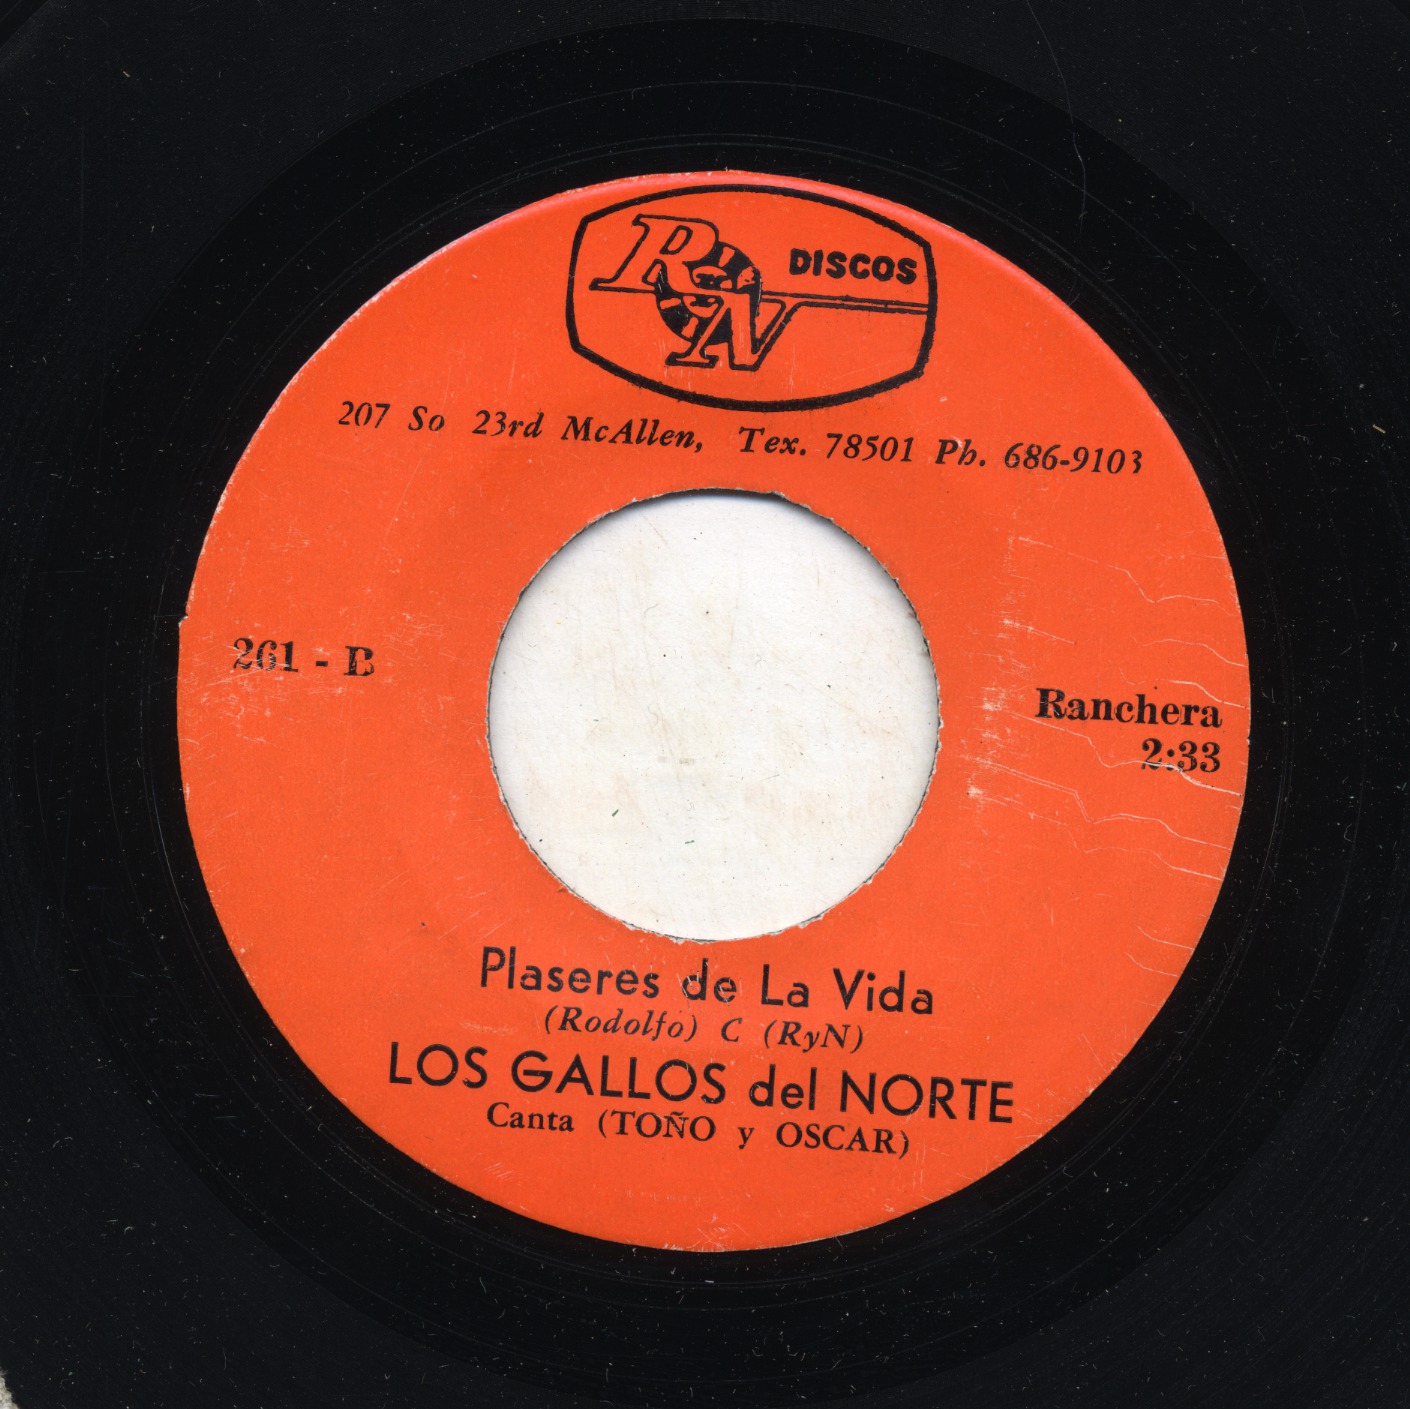 RyN DISCOS
207 So 23rd McAllen, Tex. 78501 Ph. 686-9103
261 - B
Ranchera
2:33
Plaseres de La Vida
(Rodolfo) C (RyN)
LOS GALLOS del NORTE
Canta (TOÑO y OSCAR)